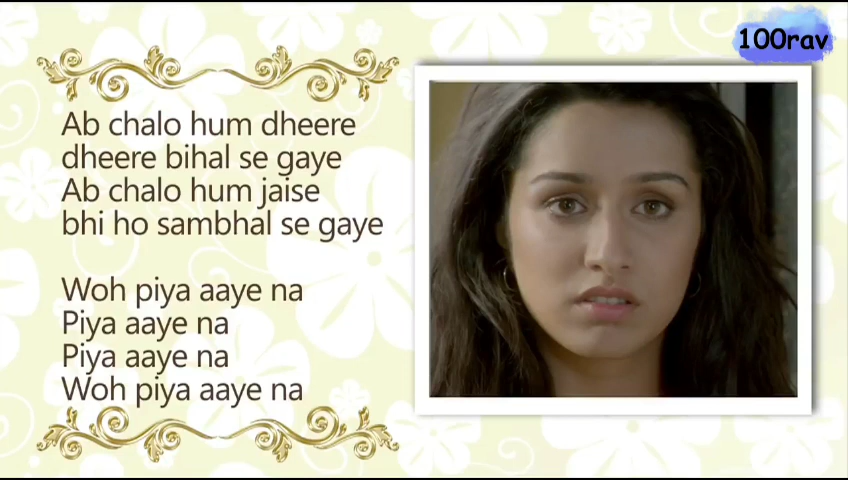 100rav
Ab chalo hum dheere
dheere bihal se gaye
Ab chalo hum jaise
bhi ho sambhal se gaye
Woh piya aaye na
Piya aaye na
Piya aaye na
Woh piya aaye na